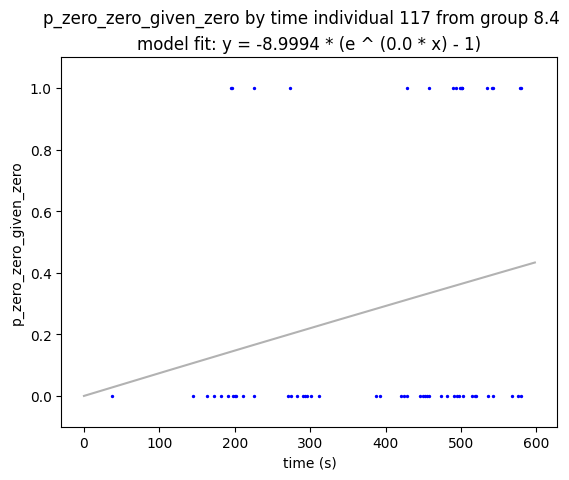 p_zero_zero_given_zero by time individual 117 from group 8.4
model fit: y = -8.9994 * (e ^ (0.0 * x) - 1)
1.0
0.8
0.6
0.4
0.2
0.0
p_zero_zero_given_zero
0 100 200 300 400 500 600
time (s)